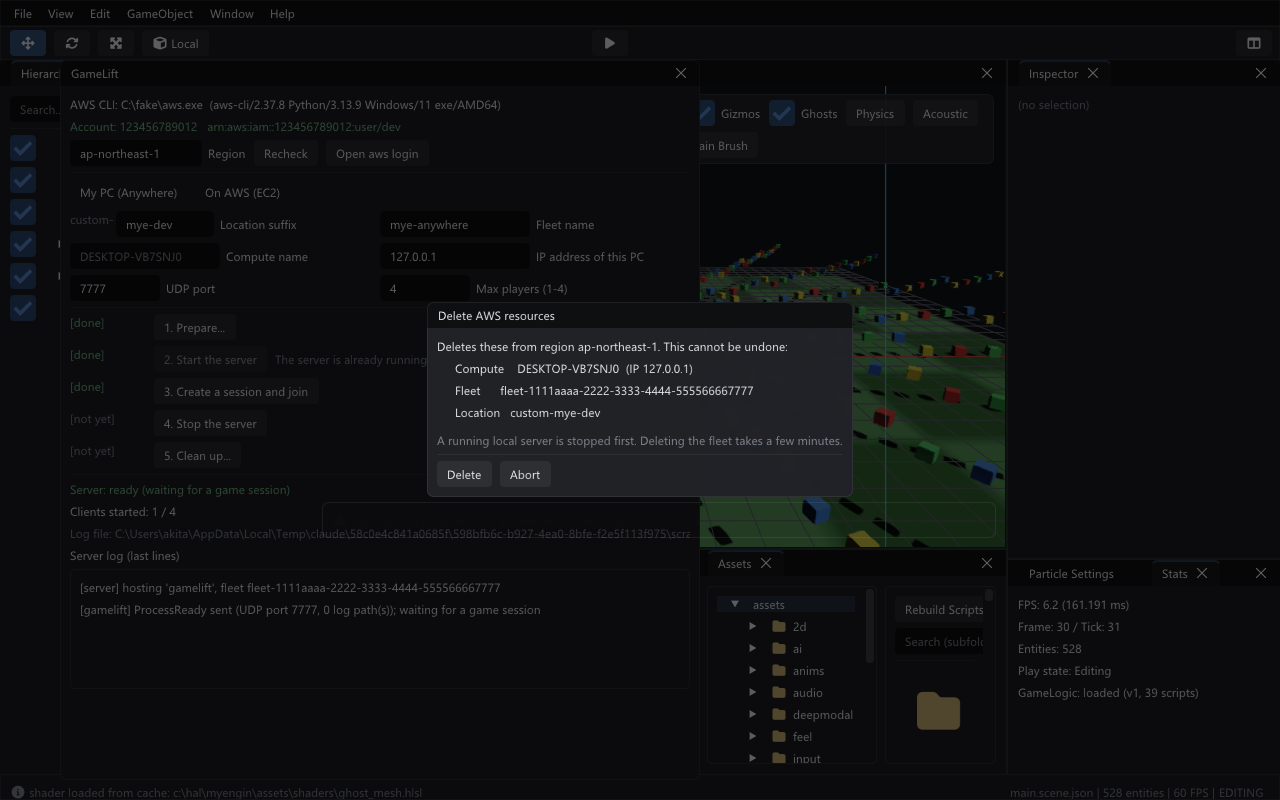 File View Edit GameObject Window Help
Local
Hierarc
GameLift
Inspector
Search..
AWS CLI: C:\fake\aws.exe (aws-cli/2.37.8 Python/3.13.9 Windows/11 exe/AMD64)
(no selection)
Account: 123456789012 arn:aws:iam::123456789012:user/dev
Gizmos Ghosts Physics Acoustic
ap-northeast-1 Region Recheck Open aws login
ain Brush
My PC (Anywhere) On AWS (EC2)
custom- mye-dev Location suffix mye-anywhere Fleet name
DESKTOP-VB7SNJ0 Compute name 127.0.0.1 IP address of this PC
7777 UDP port 4 Max players (1-4)
[done] 1. Prepare...
[done] 2. Start the server The server is already running
[done] 3. Create a session and join
[not yet] 4. Stop the server
[not yet] 5. Clean up...
Delete AWS resources
Deletes these from region ap-northeast-1. This cannot be undone:
Compute DESKTOP-VB7SNJ0 (IP 127.0.0.1)
Fleet fleet-1111aaaa-2222-3333-4444-555566667777
Location custom-mye-dev
A running local server is stopped first. Deleting the fleet takes a few minutes.
Delete Abort
Server: ready (waiting for a game session)
Clients started: 1 / 4
Log file: C:\Users\akita\AppData\Local\Temp\claude\58c0e4c841a0685f\598bfb6c-b927-4ea0-8bfe-f2e5f113f975\scra
Server log (last lines)
[server] hosting 'gamelift', fleet fleet-1111aaaa-2222-3333-4444-555566667777
[gamelift] ProcessReady sent (UDP port 7777, 0 log path(s)); waiting for a game session
Assets
assets
2d
ai
anims
audio
deepmodal
feel
input
Rebuild Scripts
Search (subfol
Particle Settings Stats
FPS: 6.2 (161.191 ms)
Frame: 30 / Tick: 31
Entities: 528
Play state: Editing
GameLogic: loaded (v1, 39 scripts)
shader loaded from cache: c:\hal\myengin\assets\shaders\ghost_mesh.hlsl
main.scene.json | 528 entities | 60 FPS | EDITING